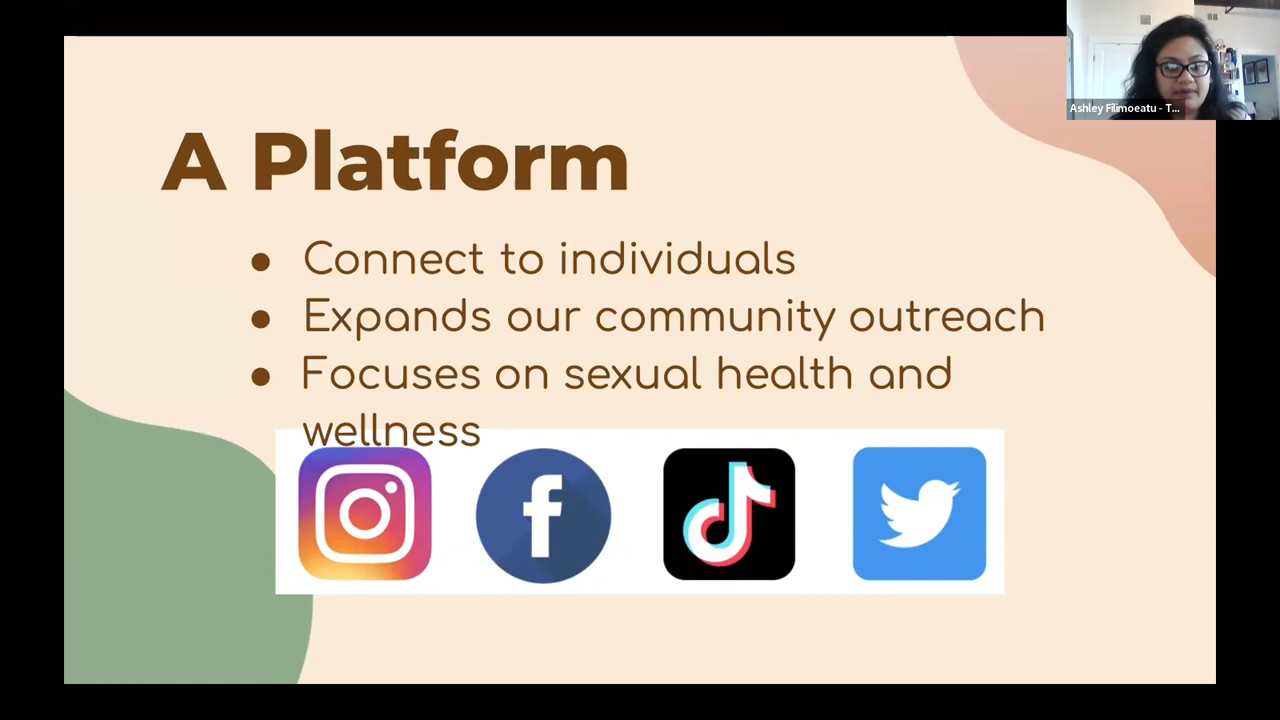 Ashley Filimoeatu - T...
A Platform
● Connect to individuals
● Expands our community outreach
● Focuses on sexual health and
wellness